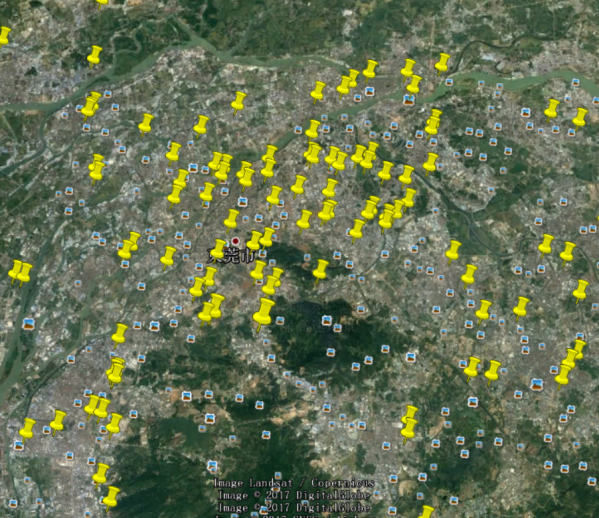 东莞市
Image Landsat / Copernicus
Image © 2017 DigitalGlobe
Image © 2017 DigitalGlobe